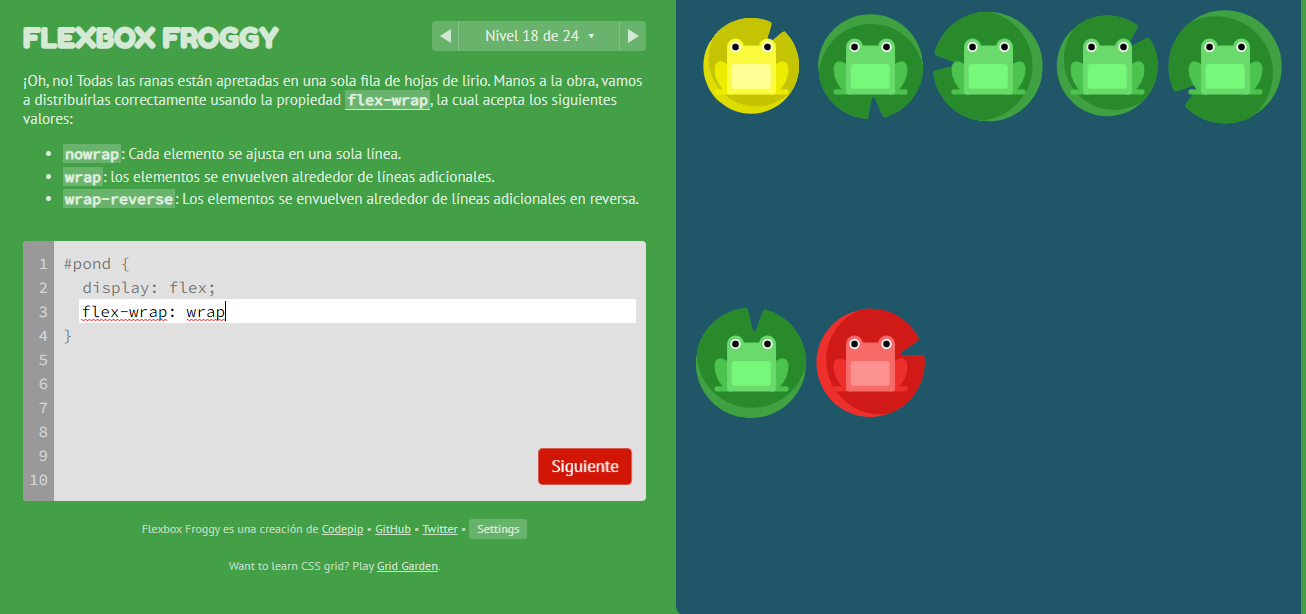 FLEXBOX FROGGY
Nivel 18 de 24
¡Oh, no! Todas las ranas están apretadas en una sola fila de hojas de lirio. Manos a la obra, vamos
a distribuirlas correctamente usando la propiedad flex-wrap, la cual acepta los siguientes
valores:
• nowrap: Cada elemento se ajusta en una sola línea.
• wrap: los elementos se envuelven alrededor de líneas adicionales.
• wrap-reverse: Los elementos se envuelven alrededor de líneas adicionales en reversa.
1 #pond {
2 display: flex;
3 flex-wrap: wrap
4 }
5
6
7
8
9
10
Siguiente
Flexbox Froggy es una creación de Codepip • GitHub • Twitter • Settings
Want to learn CSS grid? Play Grid Garden.